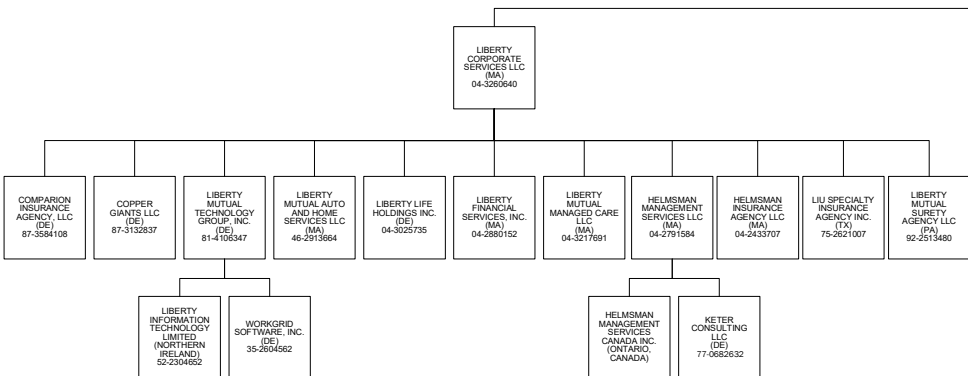 LIBERTY
CORPORATE
SERVICES LLC
(MA)
04-3260640
COMPARION
INSURANCE
AGENCY, LLC
(DE)
87-3584108
COPPER
GIANTS LLC
(DE)
87-3132837
LIBERTY
MUTUAL
TECHNOLOGY
GROUP, INC.
(DE)
81-4106347
LIBERTY
MUTUAL AUTO
AND HOME
SERVICES LLC
(MA)
46-2913664
LIBERTY LIFE
HOLDINGS INC.
(DE)
04-3025735
LIBERTY
FINANCIAL
SERVICES, INC.
(MA)
04-2880152
LIBERTY
MUTUAL
MANAGED CARE
LLC
(MA)
04-3217691
HELMSMAN
MANAGEMENT
SERVICES LLC
(MA)
04-2791584
HELMSMAN
INSURANCE
AGENCY LLC
(MA)
04-2433707
LIU SPECIALTY
INSURANCE
AGENCY INC.
(TX)
75-2621007
LIBERTY
MUTUAL
SURETY
AGENCY LLC
(PA)
92-2513480
LIBERTY
INFORMATION
TECHNOLOGY
LIMITED
(NORTHERN
IRELAND)
52-2304652
WORKGRID
SOFTWARE, INC.
(DE)
35-2604562
HELMSMAN
MANAGEMENT
SERVICES
CANADA INC.
(ONTARIO,
CANADA)
KETER
CONSULTING
LLC
(DE)
77-0682632